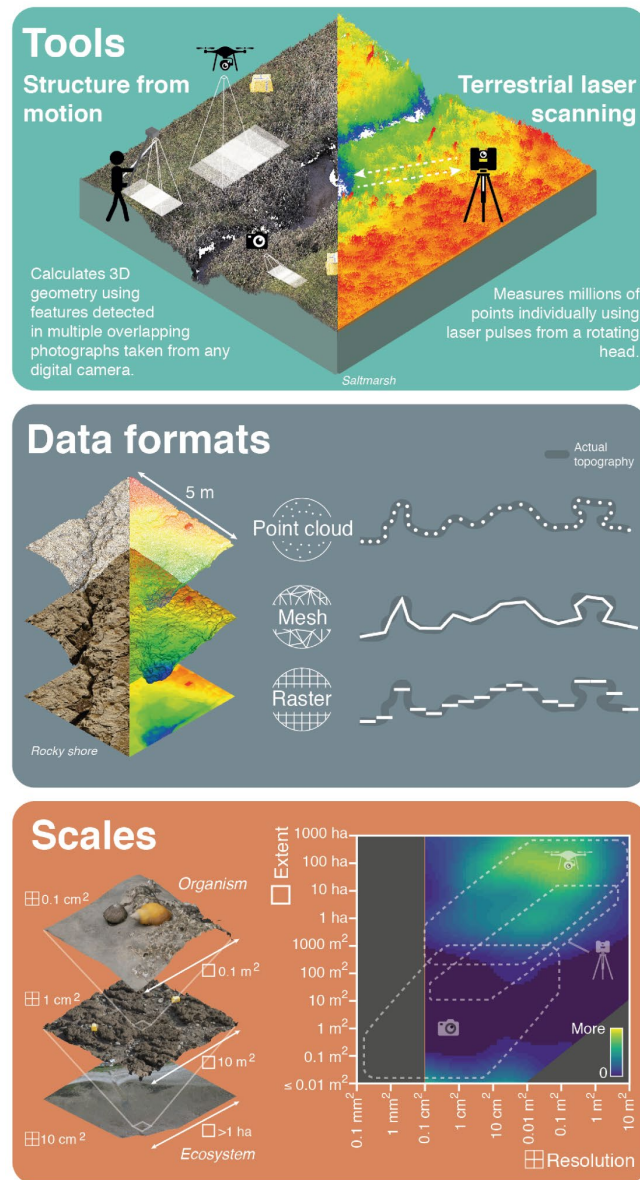 Tools
Structure from
motion
Terrestrial laser
scanning
Calculates 3D
geometry using
features detected
in multiple overlapping
photographs taken from any
digital camera.
Measures millions of
points individually using
laser pulses from a rotating
head.
Saltmarsh
Data formats
Actual
topography
5 m
Point cloud
Mesh
Raster
Rocky shore
Scales
Organism
0.1 cm²
0.1 m²
1 cm²
10 m²
10 cm²
>1 ha
Ecosystem
Extent
1000 ha
100 ha
10 ha
1 ha
1000 m²
100 m²
10 m²
1 m²
0.1 m²
≤ 0.01 m²
More
0
0.1 mm²
1 mm²
0.1 cm²
1 cm²
10 cm²
0.01 m²
0.1 m²
1 m²
10 m²
Resolution